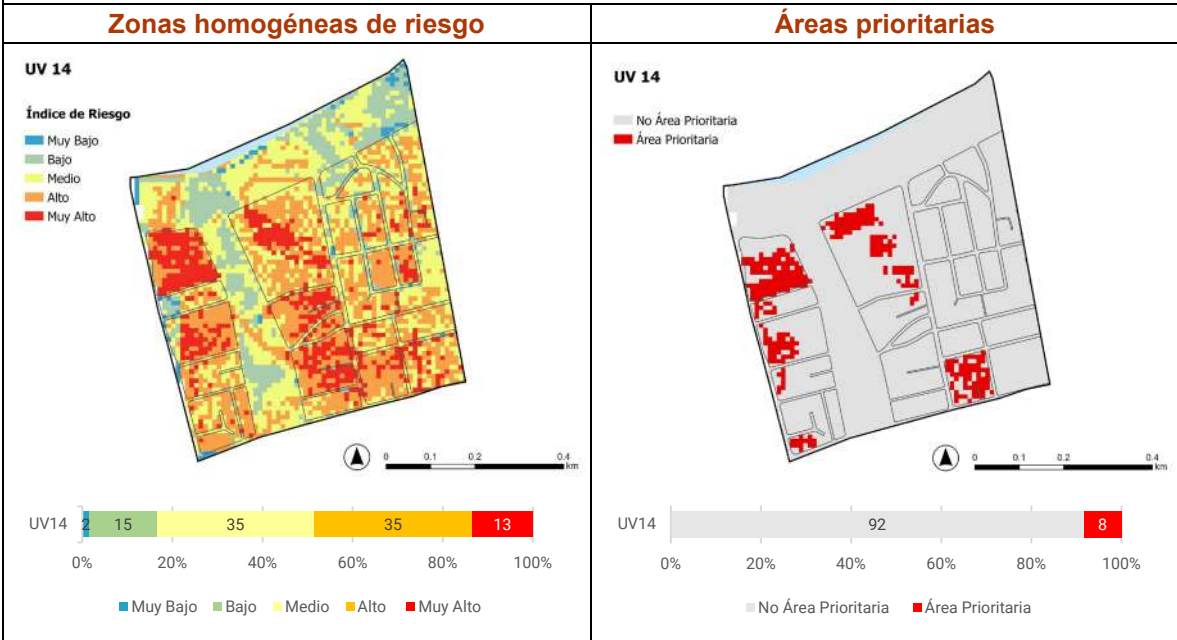 Zonas homogéneas de riesgo
UV 14
Índice de Riesgo
Muy Bajo
Bajo
Medio
Alto
Muy Alto
0 0.1 0.2 0.4
km
UV14 2 15 35 35 13
0% 20% 40% 60% 80% 100%
Muy Bajo Bajo Medio Alto Muy Alto
Áreas prioritarias
UV 14
No Área Prioritaria
Área Prioritaria
0 0.1 0.2 0.4
km
UV14 92 8
0% 20% 40% 60% 80% 100%
No Área Prioritaria Área Prioritaria